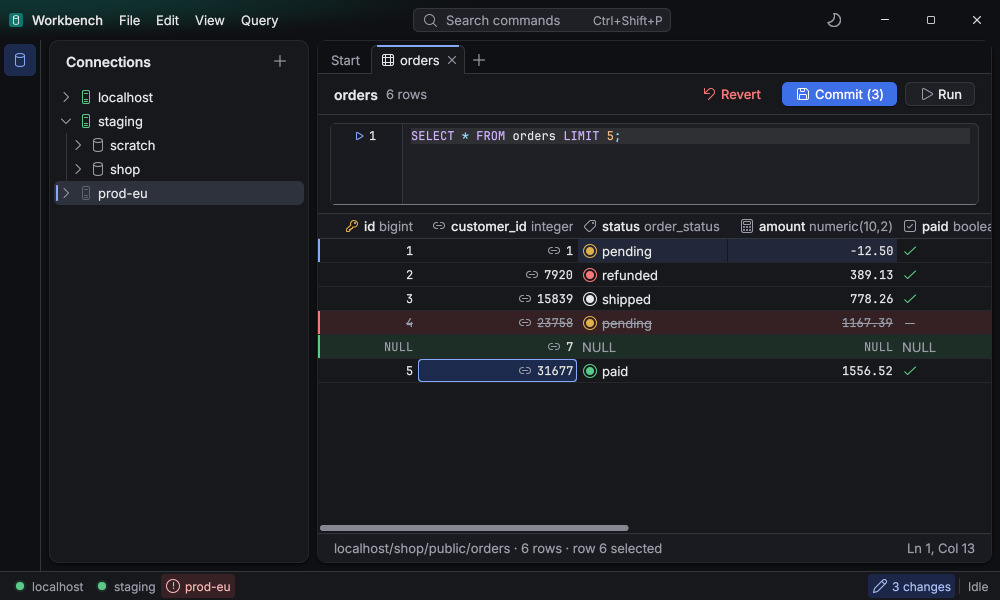 Workbench File Edit View Query Search commands Ctrl+Shift+P
Connections
localhost
staging
scratch
shop
prod-eu
Start orders
orders 6 rows Revert Commit (3) Run
1 SELECT * FROM orders LIMIT 5;
id bigint customer_id integer status order_status amount numeric(10,2) paid boolea
1 1 pending -12.50
2 7920 refunded 389.13
3 15839 shipped 778.26
4 23758 pending 1167.39 —
NULL 7 NULL NULL NULL
5 31677 paid 1556.52
localhost/shop/public/orders · 6 rows · row 6 selected Ln 1, Col 13
localhost staging prod-eu 3 changes Idle